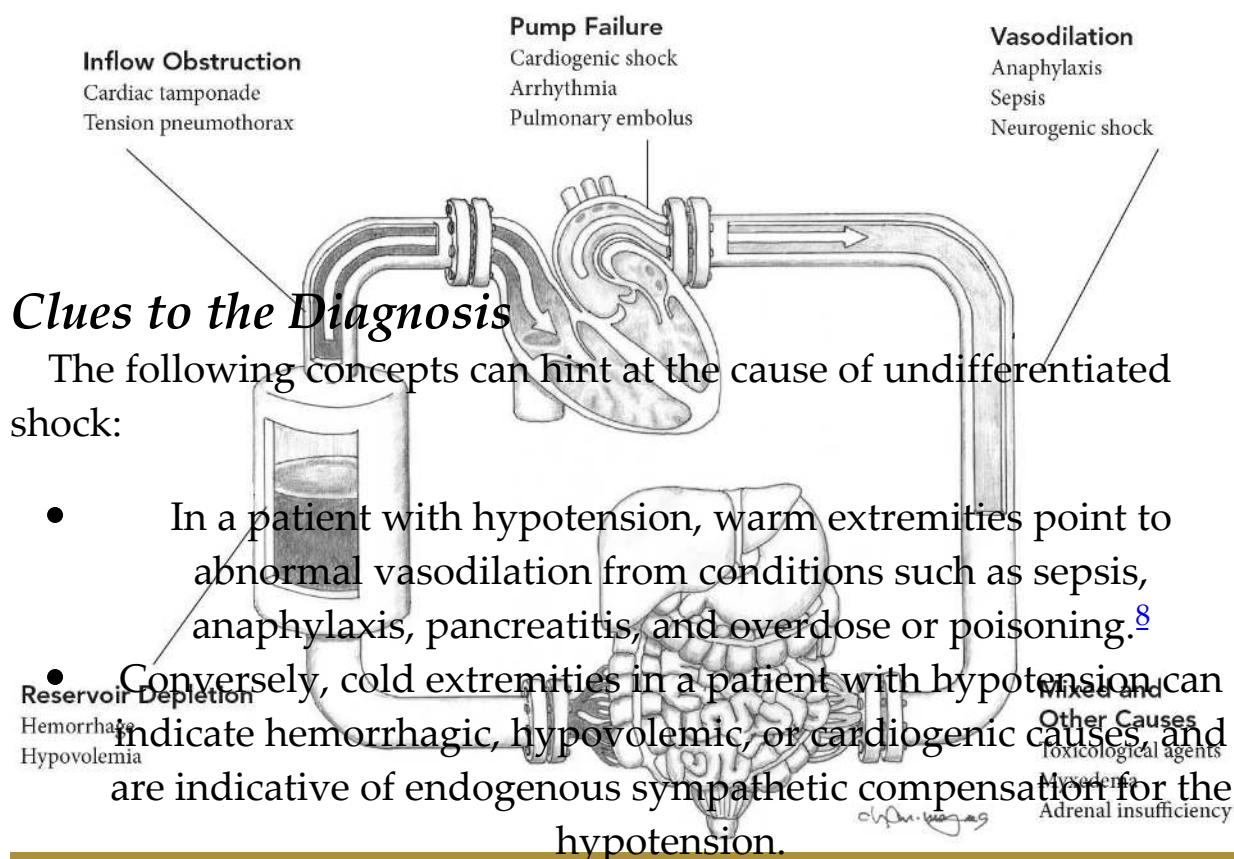 Pump Failure
Cardiogenic shock
Arrhythmia
Pulmonary embolus
Inflow Obstruction
Cardiac tamponade
Tension pneumothorax
Vasodilation
Anaphylaxis
Sepsis
Neurogenic shock
Clues to the Diagnosis
The following concepts can hint at the cause of undifferentiated
shock:
• In a patient with hypotension, warm extremities point to
abnormal vasodilation from conditions such as sepsis,
anaphylaxis, pancreatitis, and overdose or poisoning.8
• Conversely, cold extremities in a patient with hypotension can
indicate hemorrhagic, hypovolemic, or cardiogenic causes, and
are indicative of endogenous sympathetic compensation for the
hypotension.
Reservoir Depletion
Hemorrhage
Hypovolemia
Mixed and
Other Causes
Toxicological agents
Myxedema
Adrenal insufficiency